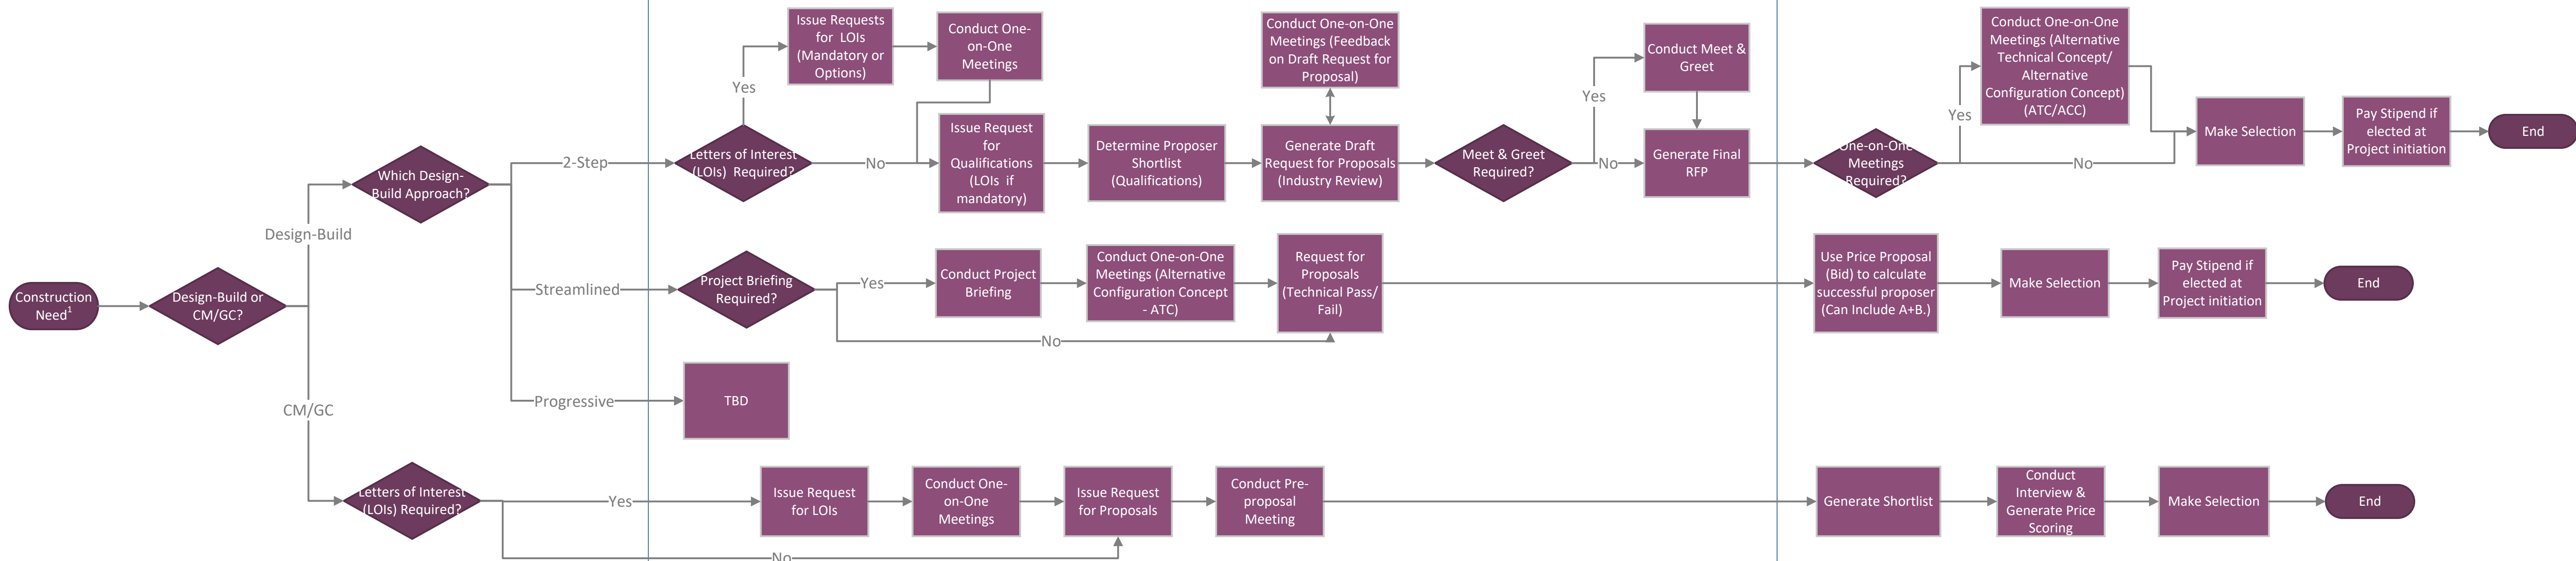 Construction
Need1
Design-Build or
CM/GC?
Design-Build
CM/GC
Which Design-
Build Approach?
2-Step
Streamlined
Progressive
Letters of Interest
(LOIs) Required?
Yes
No
Issue Requests
for LOIs
(Mandatory or
Options)
Conduct One-
on-One
Meetings
Issue Request
for
Qualifications
(LOIs if
mandatory)
Determine Proposer
Shortlist
(Qualifications)
Conduct One-on-One
Meetings (Feedback
on Draft Request for
Proposal)
Generate Draft
Request for Proposals
(Industry Review)
Meet & Greet
Required?
Yes
No
Conduct Meet &
Greet
Generate Final
RFP
One-on-One
Meetings
Required?
Yes
No
Conduct One-on-One
Meetings (Alternative
Technical Concept/
Alternative
Configuration Concept)
(ATC/ACC)
Make Selection
Pay Stipend if
elected at
Project initiation
End
Project Briefing
Required?
Yes
No
Conduct Project
Briefing
Conduct One-on-One
Meetings (Alternative
Configuration Concept
- ATC)
Request for
Proposals
(Technical Pass/
Fail)
Use Price Proposal
(Bid) to calculate
successful proposer
(Can Include A+B.)
Make Selection
Pay Stipend if
elected at
Project initiation
End
TBD
Letters of Interest
(LOIs) Required?
Yes
No
Issue Request
for LOIs
Conduct One-
on-One
Meetings
Issue Request
for Proposals
Conduct Pre-
proposal
Meeting
Generate Shortlist
Conduct
Interview &
Generate Price
Scoring
Make Selection
End